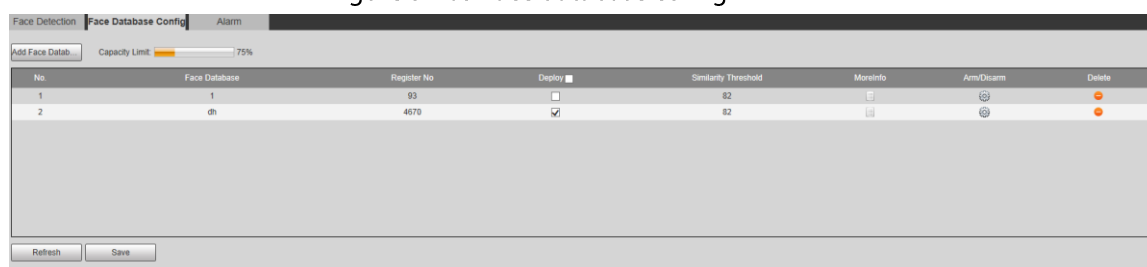 Face Detection Face Database Config Alarm
Add Face Datab... Capacity Limit: 75%
No. Face Database Register No Deploy Similarity Threshold MoreInfo Arm/Disarm Delete
1 1 93 82
2 dh 4670 82
Refresh Save